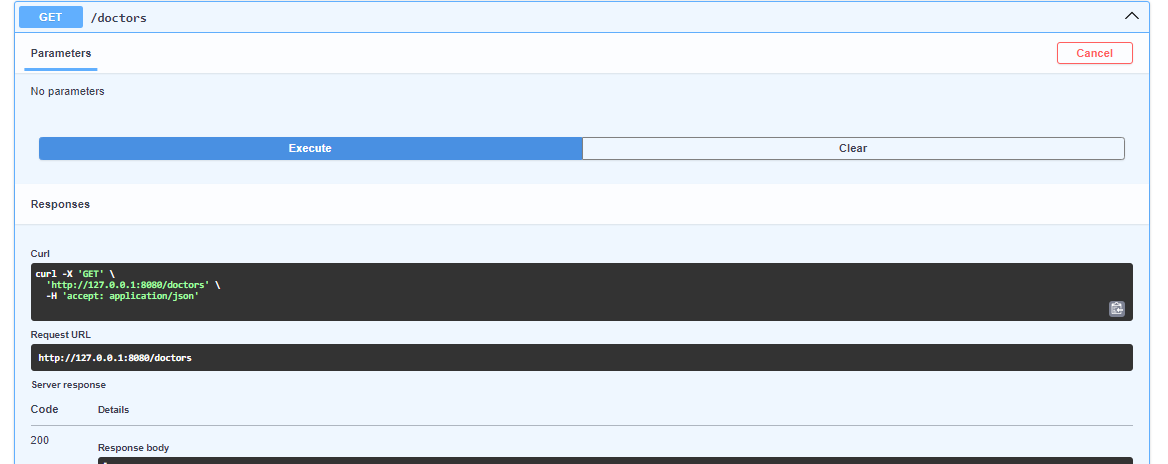 GET /doctors
Parameters
Cancel
No parameters
Execute
Clear
Responses
Curl
curl -X 'GET' \
'http://127.0.0.1:8080/doctors' \
-H 'accept: application/json'
Request URL
http://127.0.0.1:8080/doctors
Server response
Code Details
200
Response body